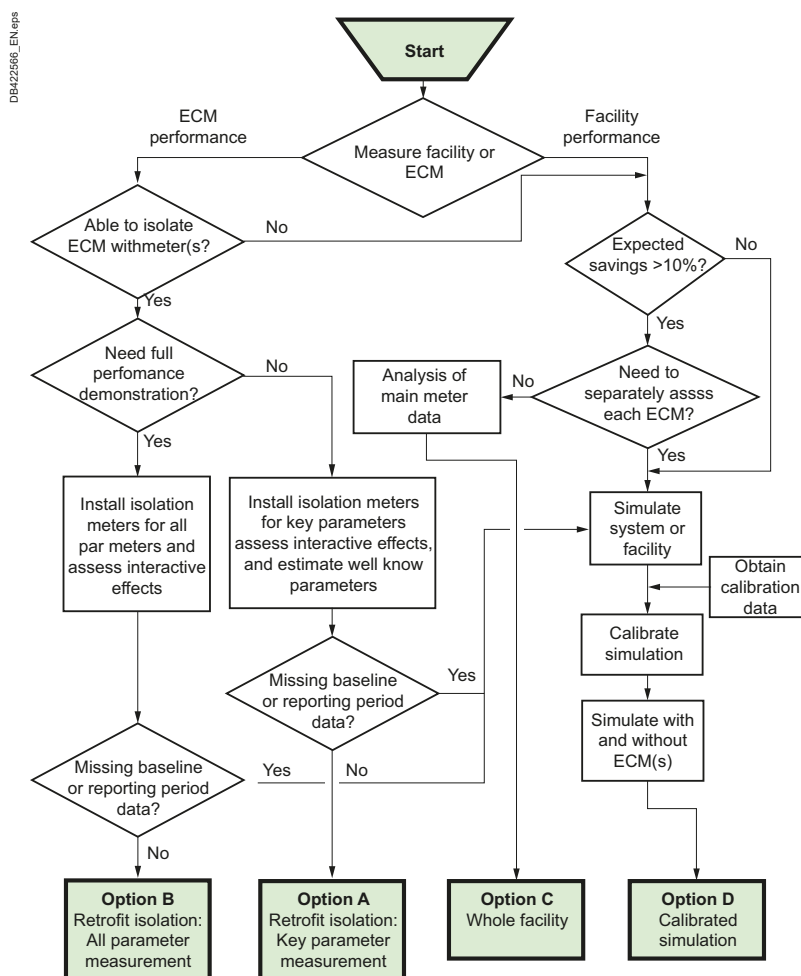 DB422566_EN.eps
Start
ECM
performance
Facility
performance
Measure facility or
ECM
Able to isolate
ECM withmeter(s?
No
Expected
savings >10%?
No
Yes
Yes
Need full
perfomance
demonstration?
No
Analysis of
main meter
data
No
Need to
separately assss
each ECM?
Yes
Yes
Install isolation
meters for all
par meters and
assess interactive
effects
Install isolation meters
for key parameters
assess interactive effects,
and estimate well know
parameters
Simulate
system or
facility
Obtain
calibration
data
Calibrate
simulation
Missing baseline
or reporting period
data?
Yes
Simulate with
and without
ECM(s)
Missing baseline
or reporting period
data?
Yes
No
No
Option B
Retrofit isolation:
All parameter
measurement
Option A
Retrofit isolation:
Key parameter
measurement
Option C
Whole facility
Option D
Calibrated
simulation